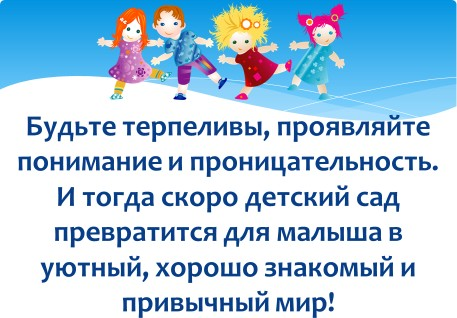 Будьте терпеливы, проявляйте
понимание и проницательность.
И тогда скоро детский сад
превратится для малыша в
уютный, хорошо знакомый и
привычный мир!